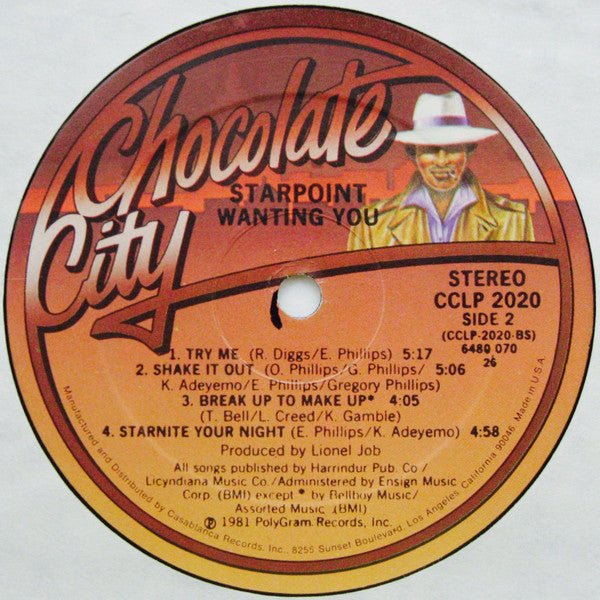 Chocolate
City
STARPOINT
WANTING YOU
STEREO
CCLP 2020
SIDE 2
(CCLP-2020-BS)
6480 070
26
1. TRY ME (R. Diggs/E. Phillips) 5:17
2. SHAKE IT OUT (O. Phillips/G. Phillips/ 5:06
K. Adeyemo/E. Phillips/Gregory Phillips)
3. BREAK UP TO MAKE UP* 4:05
(T. Bell/L. Creed/K. Gamble)
4. STARNITE YOUR NIGHT (E. Phillips/K. Adeyemo) 4:58
Produced by Lionel Job
All songs published by Harrindur Pub. Co/
Licyndiana Music Co./Administered by Ensign Music
Corp. (BMI) except * by Bellboy Music/
Assorted Music (BMI)
℗ 1981 PolyGram Records, Inc.
Manufactured and Distributed by Casablanca Records, Inc., 8255 Sunset Boulevard, Los Angeles, California 90046 Made in U.S.A.